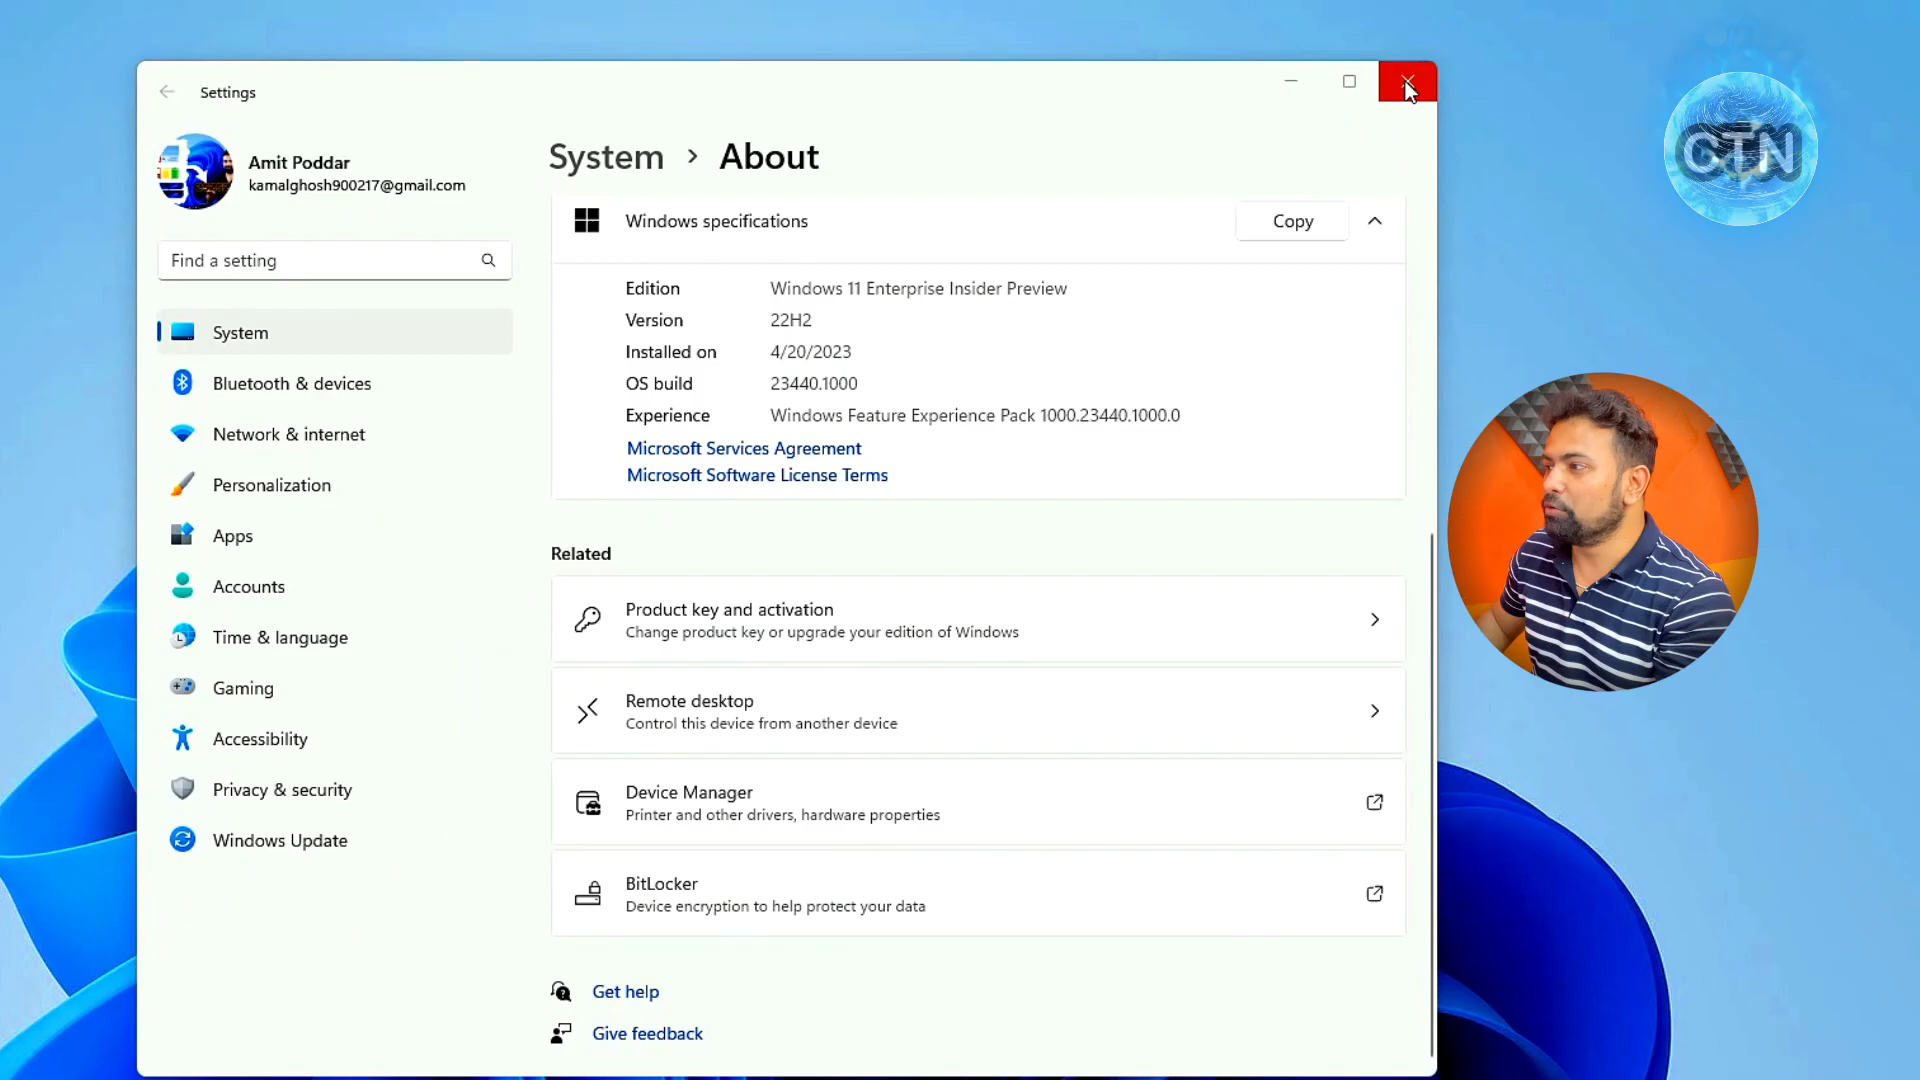 Settings
Amit Poddar
kamalghosh900217@gmail.com
Find a setting
System
Bluetooth & devices
Network & internet
Personalization
Apps
Accounts
Time & language
Gaming
Accessibility
Privacy & security
Windows Update
System > About
Windows specifications
Copy
Edition Windows 11 Enterprise Insider Preview
Version 22H2
Installed on 4/20/2023
OS build 23440.1000
Experience Windows Feature Experience Pack 1000.23440.1000.0
Microsoft Services Agreement
Microsoft Software License Terms
Related
Product key and activation
Change product key or upgrade your edition of Windows
Remote desktop
Control this device from another device
Device Manager
Printer and other drivers, hardware properties
BitLocker
Device encryption to help protect your data
Get help
Give feedback
CTN